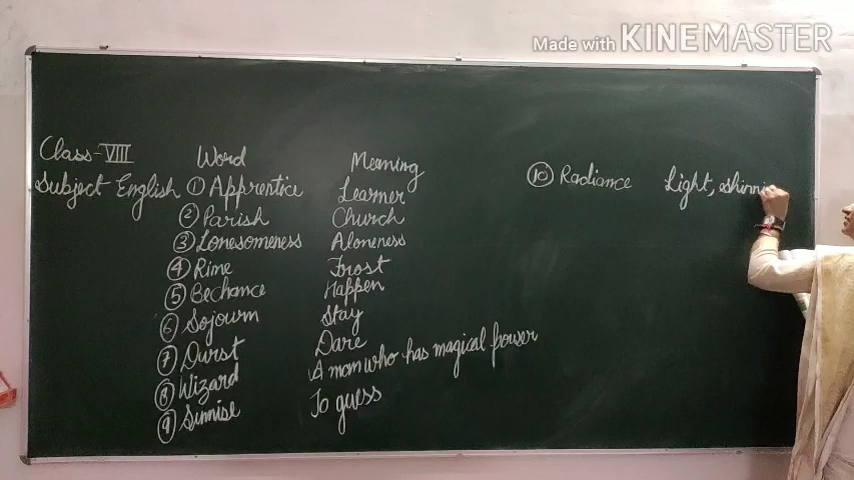 Made with KINEMASTER
Class-VIII Word Meaning
Subject English ① Apprentice Learner
② Parish Church
③ Lonesomeness Aloneness
④ Rime Frost
⑤ Bechance Happen
⑥ Sojourn Stay
⑦ Durst Dare
⑧ Wizard A man who has magical power
⑨ Sunrise To guess
⑩ Radiance Light, shinni